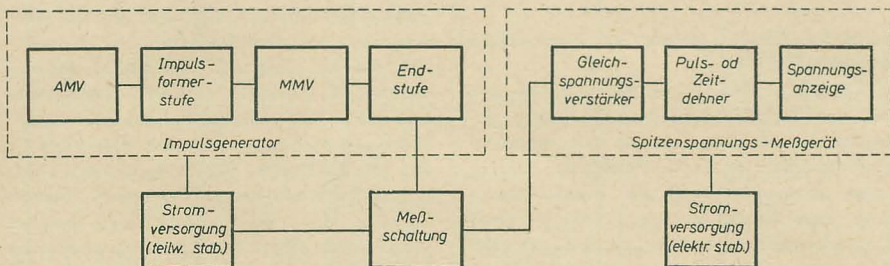 AMV
Impuls-
former-
stufe
MMV
End-
stufe
Impulsgenerator
Gleich-
spannungs-
verstärker
Puls- od
Zeit-
dehner
Spannungs-
anzeige
Spitzenspannungs-Meßgerät
Strom-
versorgung
(teilw. stab.)
Meß-
schaltung
Strom-
versorgung
(elektr. stab.)